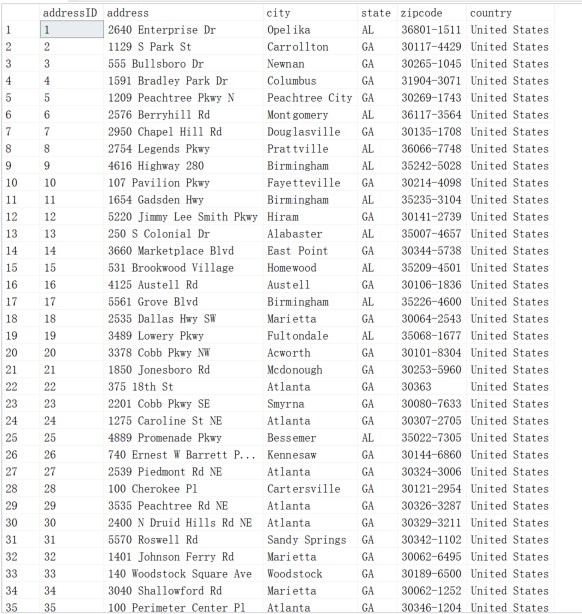 addressID address city state zipcode country
1 1 2640 Enterprise Dr Opelika AL 36801-1511 United States
2 2 1129 S Park St Carrollton GA 30117-4429 United States
3 3 555 Bullsboro Dr Newnan GA 30265-1045 United States
4 4 1591 Bradley Park Dr Columbus GA 31904-3071 United States
5 5 1209 Peachtree Pkwy N Peachtree City GA 30269-1743 United States
6 6 2576 Berryhill Rd Montgomery AL 36117-3564 United States
7 7 2950 Chapel Hill Rd Douglasville GA 30135-1708 United States
8 8 2754 Legends Pkwy Prattville AL 36066-7748 United States
9 9 4616 Highway 280 Birmingham AL 35242-5028 United States
10 10 107 Pavilion Pkwy Fayetteville GA 30214-4098 United States
11 11 1654 Gadsden Hwy Birmingham AL 35235-3104 United States
12 12 5220 Jimmy Lee Smith Pkwy Hiram GA 30141-2739 United States
13 13 250 S Colonial Dr Alabaster AL 35007-4657 United States
14 14 3660 Marketplace Blvd East Point GA 30344-5738 United States
15 15 531 Brookwood Village Homewood AL 35209-4501 United States
16 16 4125 Austell Rd Austell GA 30106-1836 United States
17 17 5561 Grove Blvd Birmingham AL 35226-4600 United States
18 18 2535 Dallas Hwy SW Marietta GA 30064-2543 United States
19 19 3489 Lowery Pkwy Fultondale AL 35068-1677 United States
20 20 3378 Cobb Pkwy NW Acworth GA 30101-8304 United States
21 21 1850 Jonesboro Rd Mcdonough GA 30253-5960 United States
22 22 375 18th St Atlanta GA 30363 United States
23 23 2201 Cobb Pkwy SE Smyrna GA 30080-7633 United States
24 24 1275 Caroline St NE Atlanta GA 30307-2705 United States
25 25 4889 Promenade Pkwy Bessemer AL 35022-7305 United States
26 26 740 Ernest W Barrett P... Kennesaw GA 30144-6860 United States
27 27 2539 Piedmont Rd NE Atlanta GA 30324-3006 United States
28 28 100 Cherokee Pl Cartersville GA 30121-2954 United States
29 29 3535 Peachtree Rd NE Atlanta GA 30326-3287 United States
30 30 2400 N Druid Hills Rd NE Atlanta GA 30329-3211 United States
31 31 5570 Roswell Rd Sandy Springs GA 30342-1102 United States
32 32 1401 Johnson Ferry Rd Marietta GA 30062-6495 United States
33 33 140 Woodstock Square Ave Woodstock GA 30189-6500 United States
34 34 3040 Shallowford Rd Marietta GA 30062-1252 United States
35 35 100 Perimeter Center Pl Atlanta GA 30346-1204 United States